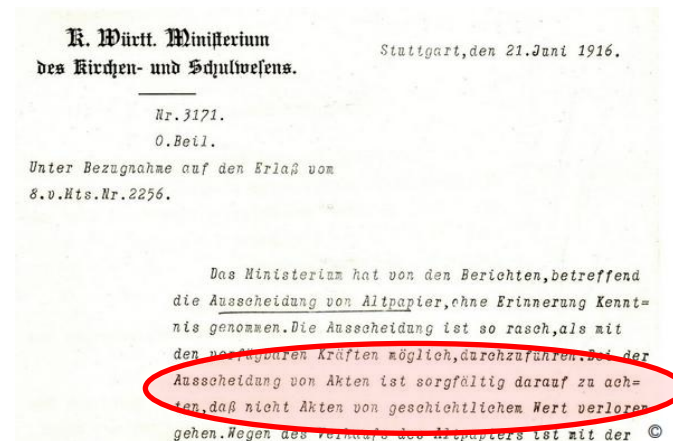 K. Württ. Ministerium
des Kirchen- und Schulwesens.
Stuttgart,den 21.Juni 1916.
Nr.3171.
0.Beil.
Unter Bezugnahme auf den Erlaß vom
8.v.Mts.Nr.2256.
Das Ministerium hat von den Berichten,betreffend
die Ausscheidung von Altpapier,ohne Erinnerung Kennt=
nis genommen.Die Ausscheidung ist so rasch,als mit
den verfügbaren Kräften möglich,durchzuführen.Bei der
Ausscheidung von Akten ist sorgfältig darauf zu ach=
ten,daß nicht Akten von geschichtlichem Wert verloren
gehen.Wegen des Verkaufs des Altpapiers ist mit der ©